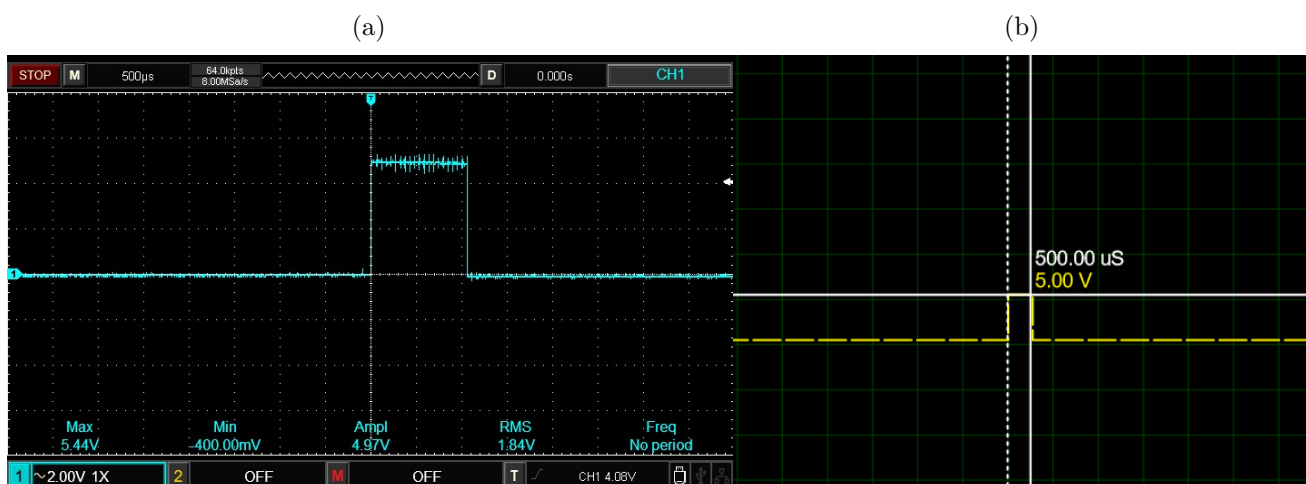 (a)
(b)
STOP M 500µs 64.0kpts D 0.000s CH1
8.00MSa/s
T
1
500.00 uS
5.00 V
Max Min Ampl RMS Freq
5.44V -400.00mV 4.97V 1.84V No period
1 ~2.00V 1X 2 OFF M OFF T CH1 4.08V